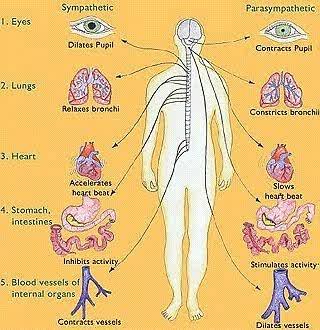 Sympathetic
Parasympathetic
1. Eyes
Dilates Pupil
Contracts Pupil
2. Lungs
Relaxes bronchi
Constricts bronchii
3. Heart
Accelerates
heart beat
Slows
heart beat
4. Stomach,
intestines
Inhibits activity
Stimulates activity
5. Blood vessels of
internal organs
Contracts vessels
Dilates vessels